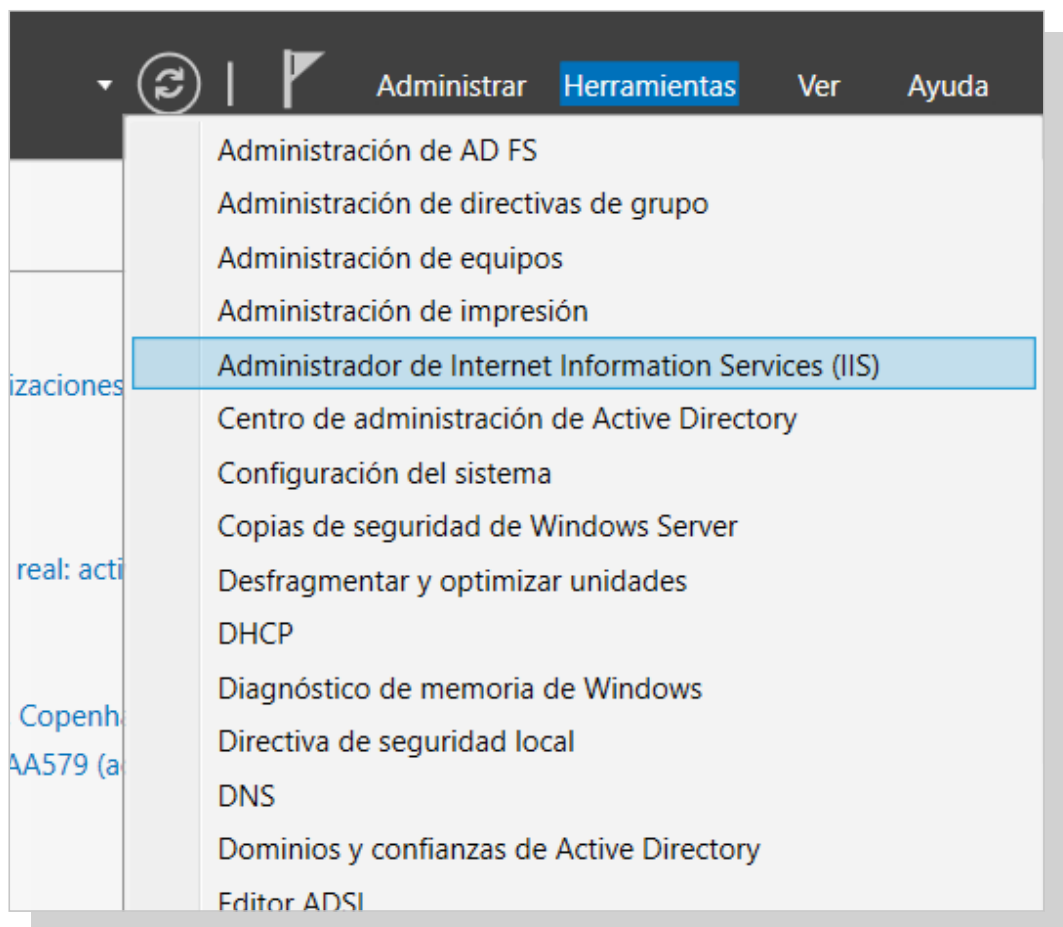 Administrar Herramientas Ver Ayuda
Administración de AD FS
Administración de directivas de grupo
Administración de equipos
Administración de impresión
Administrador de Internet Information Services (IIS)
izaciones
Centro de administración de Active Directory
Configuración del sistema
Copias de seguridad de Windows Server
real: acti
Desfragmentar y optimizar unidades
DHCP
Diagnóstico de memoria de Windows
Copenh
Directiva de seguridad local
AA579 (a
DNS
Dominios y confianzas de Active Directory
Editor ADSI